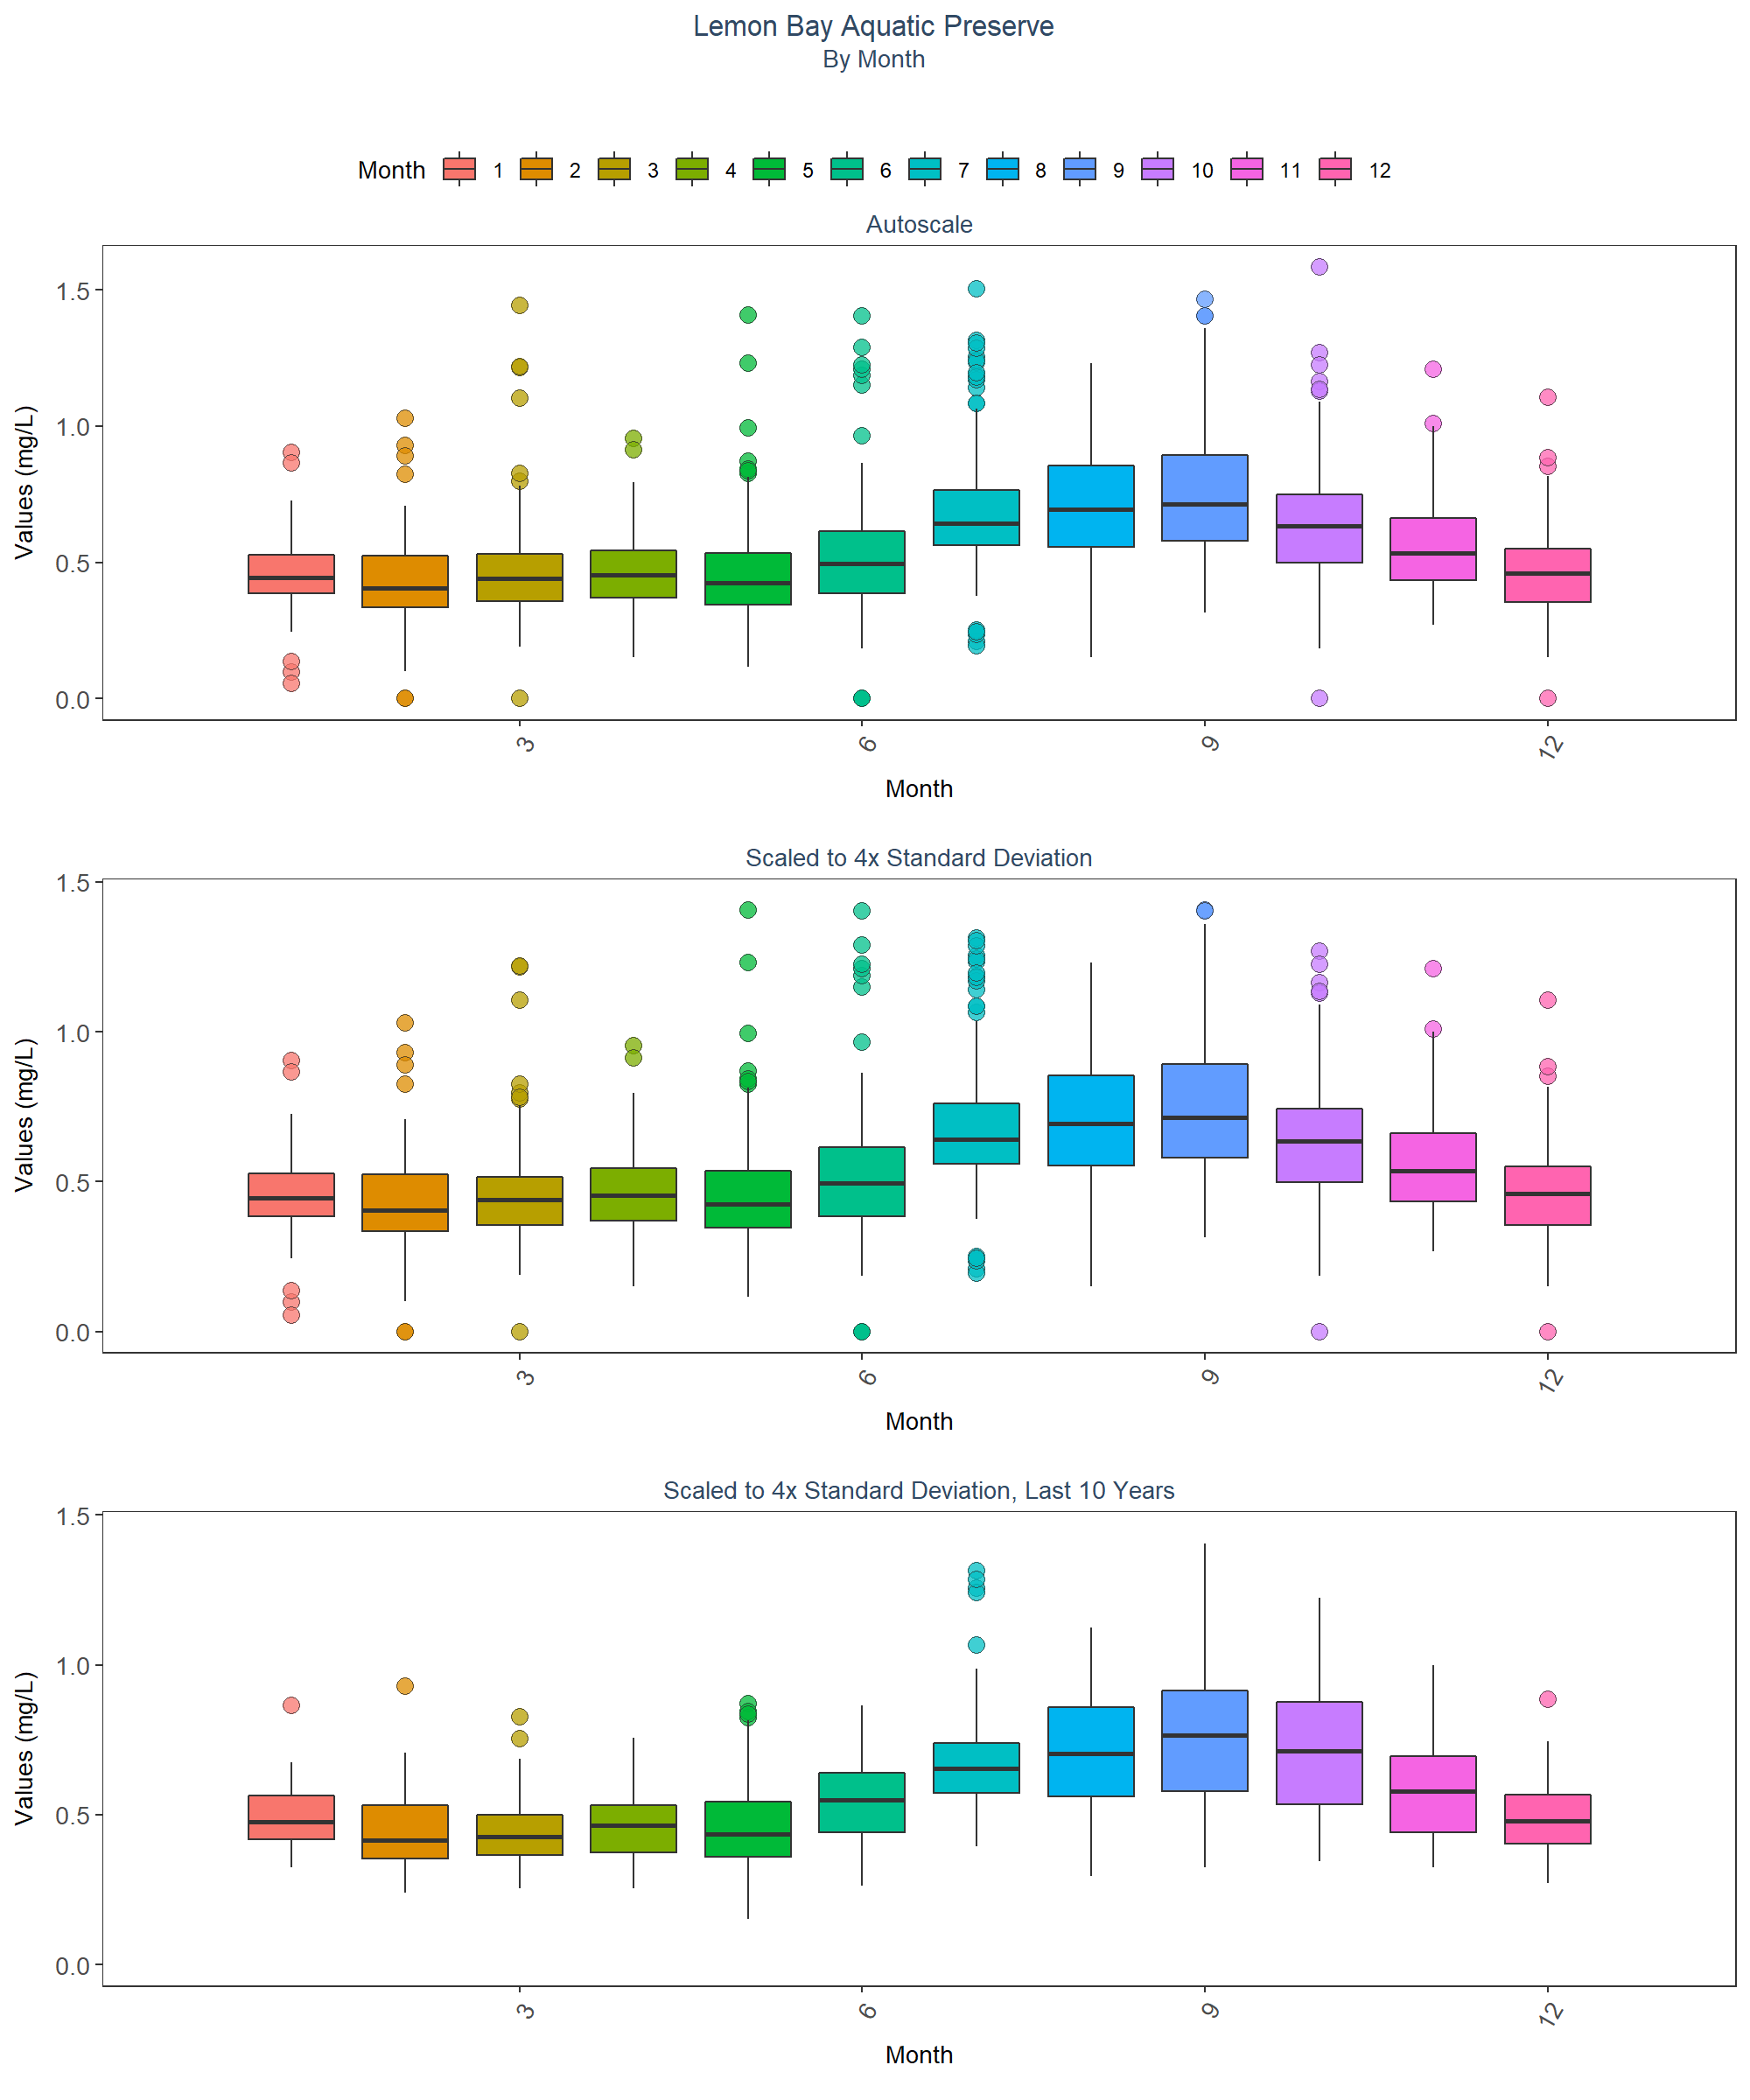 Lemon Bay Aquatic Preserve
By Month
Month 1 2 3 4 5 6 7 8 9 10 11 12
Autoscale
Values (mg/L)
1.5
1.0
0.5
0.0
3 6 9 12
Month
Scaled to 4x Standard Deviation
Values (mg/L)
1.5
1.0
0.5
0.0
3 6 9 12
Month
Scaled to 4x Standard Deviation, Last 10 Years
Values (mg/L)
1.5
1.0
0.5
0.0
3 6 9 12
Month